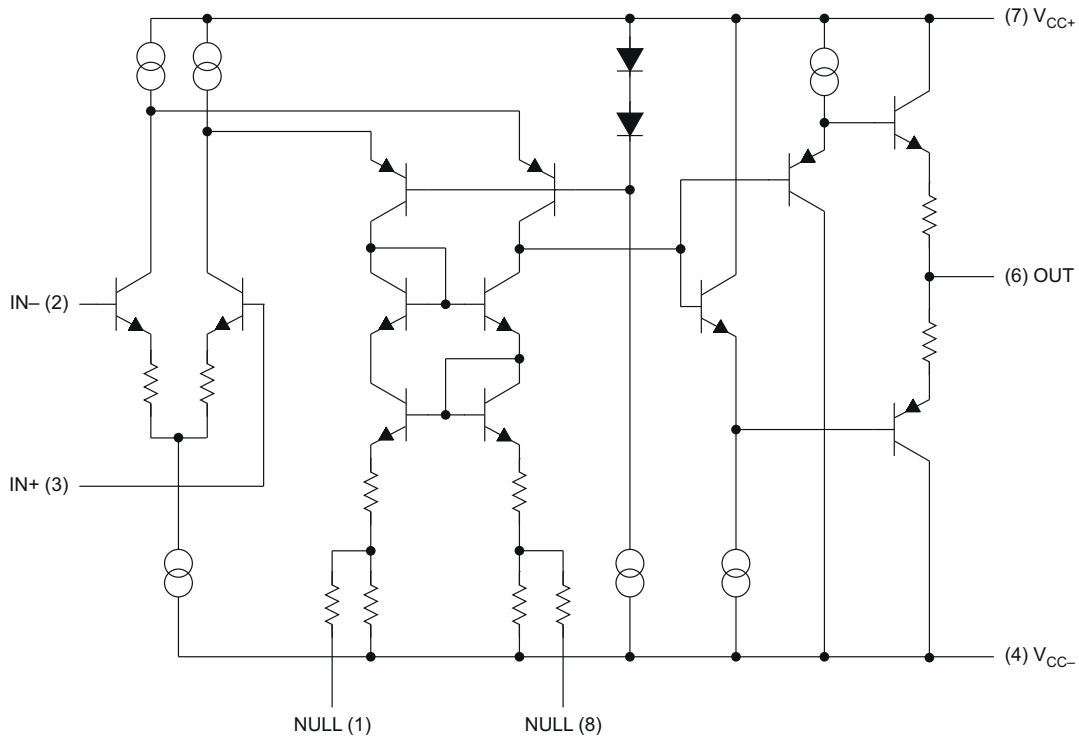 (7) VCC+
IN– (2)
(6) OUT
IN+ (3)
(4) VCC–
NULL (1)
NULL (8)